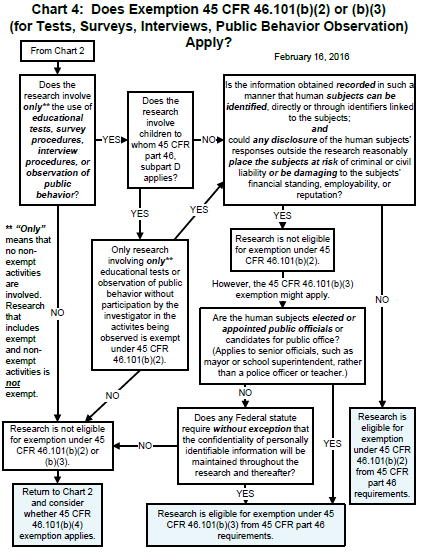 Chart 4: Does Exemption 45 CFR 46.101(b)(2) or (b)(3)
(for Tests, Surveys, Interviews, Public Behavior Observation)
Apply?
February 16, 2016
From Chart 2
Does the
research involve
only** the use of
educational
tests, survey
procedures,
interview
procedures, or
observation of
public
behavior?
YES
Does the
research
involve
children to
whom 45 CFR
part 46,
subpart D
applies?
NO
Is the information obtained recorded in such a
manner that human subjects can be
identified, directly or through identifiers linked
to the subjects;
and
could any disclosure of the human subjects'
responses outside the research reasonably
place the subjects at risk of criminal or civil
liability or be damaging to the subjects'
financial standing, employability, or
reputation?
YES
YES
YES
** "Only"
means that
no non-
exempt
activities
are
involved.
Research
that
includes
exempt
and non-
exempt
activities is
not
exempt.
NO
Only research
involving only**
educational tests or
observation of public
behavior without
participation by the
investigator in the
activites being
observed is exempt
under 45 CFR
46.101(b)(2).
NO
Research is not eligible
for exemption under 45
CFR 46.101(b)(2).
However, the 45 CFR 46.101(b)(3)
exemption might apply.
NO
Are the human subjects elected or
appointed public officials or
candidates for public office?
(Applies to senior officials, such as
mayor or school superintendent, rather
than a police officer or teacher.)
NO
YES
Does any Federal statute
require without exception that
the confidentiality of personally
identifiable information will be
maintained throughout the
research and thereafter?
NO
YES
Research is not eligible
for exemption under 45
CFR 46.101(b)(2) or
(b)(3).
Return to Chart 2
and consider
whether 45 CFR
46.101(b)(4)
exemption applies.
Research is eligible for exemption under 45
CFR 46.101(b)(3) from 45 CFR part 46
requirements.
Research is
eligible for
exemption
under 45 CFR
46.101(b)(2)
from 45 CFR
part 46
requirements.